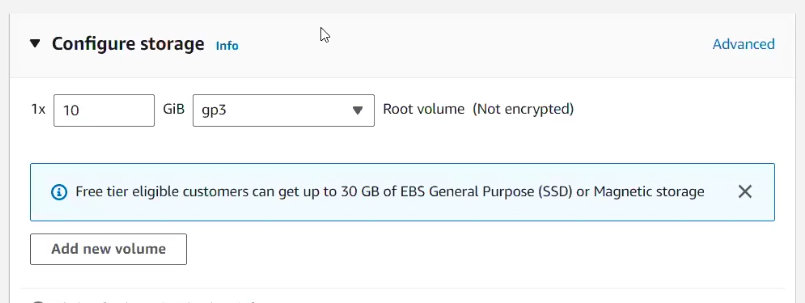 Configure storage Info Advanced
1x 10 GiB gp3 Root volume (Not encrypted)
Free tier eligible customers can get up to 30 GB of EBS General Purpose (SSD) or Magnetic storage
Add new volume